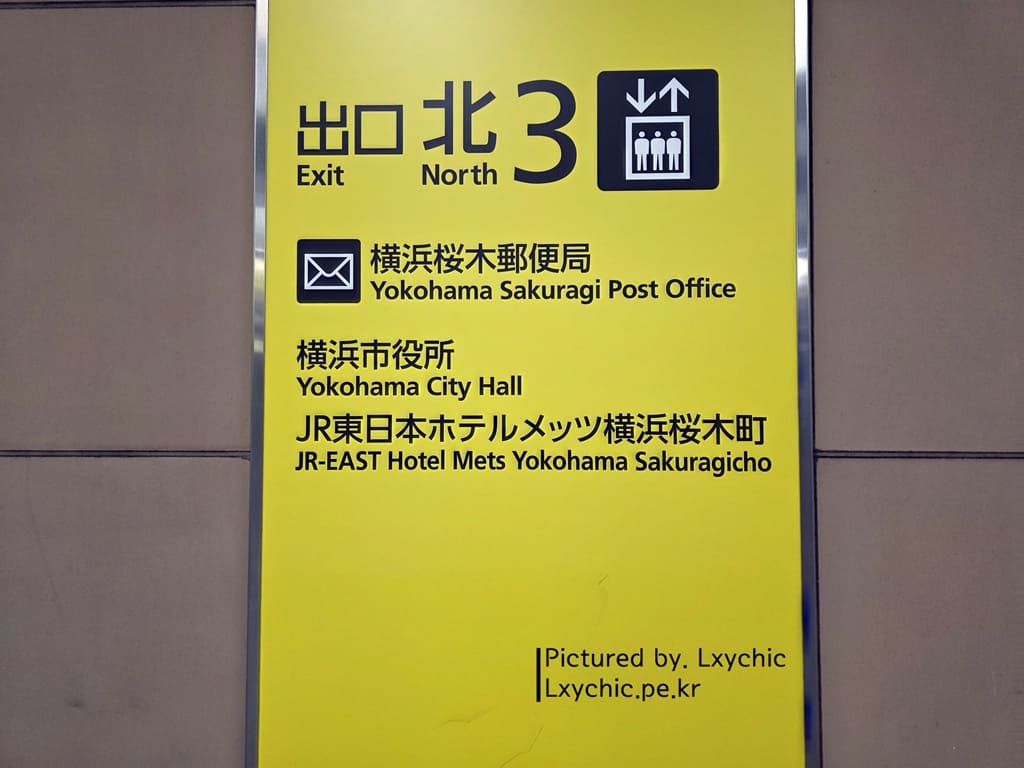 出口 北 3
Exit North
横浜桜木郵便局
Yokohama Sakuragi Post Office
横浜市役所
Yokohama City Hall
JR東日本ホテルメッツ横浜桜木町
JR-EAST Hotel Mets Yokohama Sakuragicho
Pictured by. Lxychic
Lxychic.pe.kr